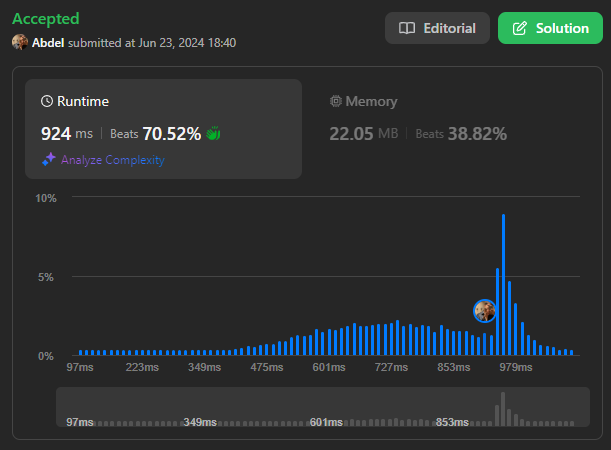 Accepted
Editorial
Solution
Abdel submitted at Jun 23, 2024 18:40
Runtime
Memory
924 ms | Beats 70.52%
22.05 MB | Beats 38.82%
Analyze Complexity
10%
5%
0%
97ms 223ms 349ms 475ms 601ms 727ms 853ms 979ms
97ms 349ms 601ms 853ms